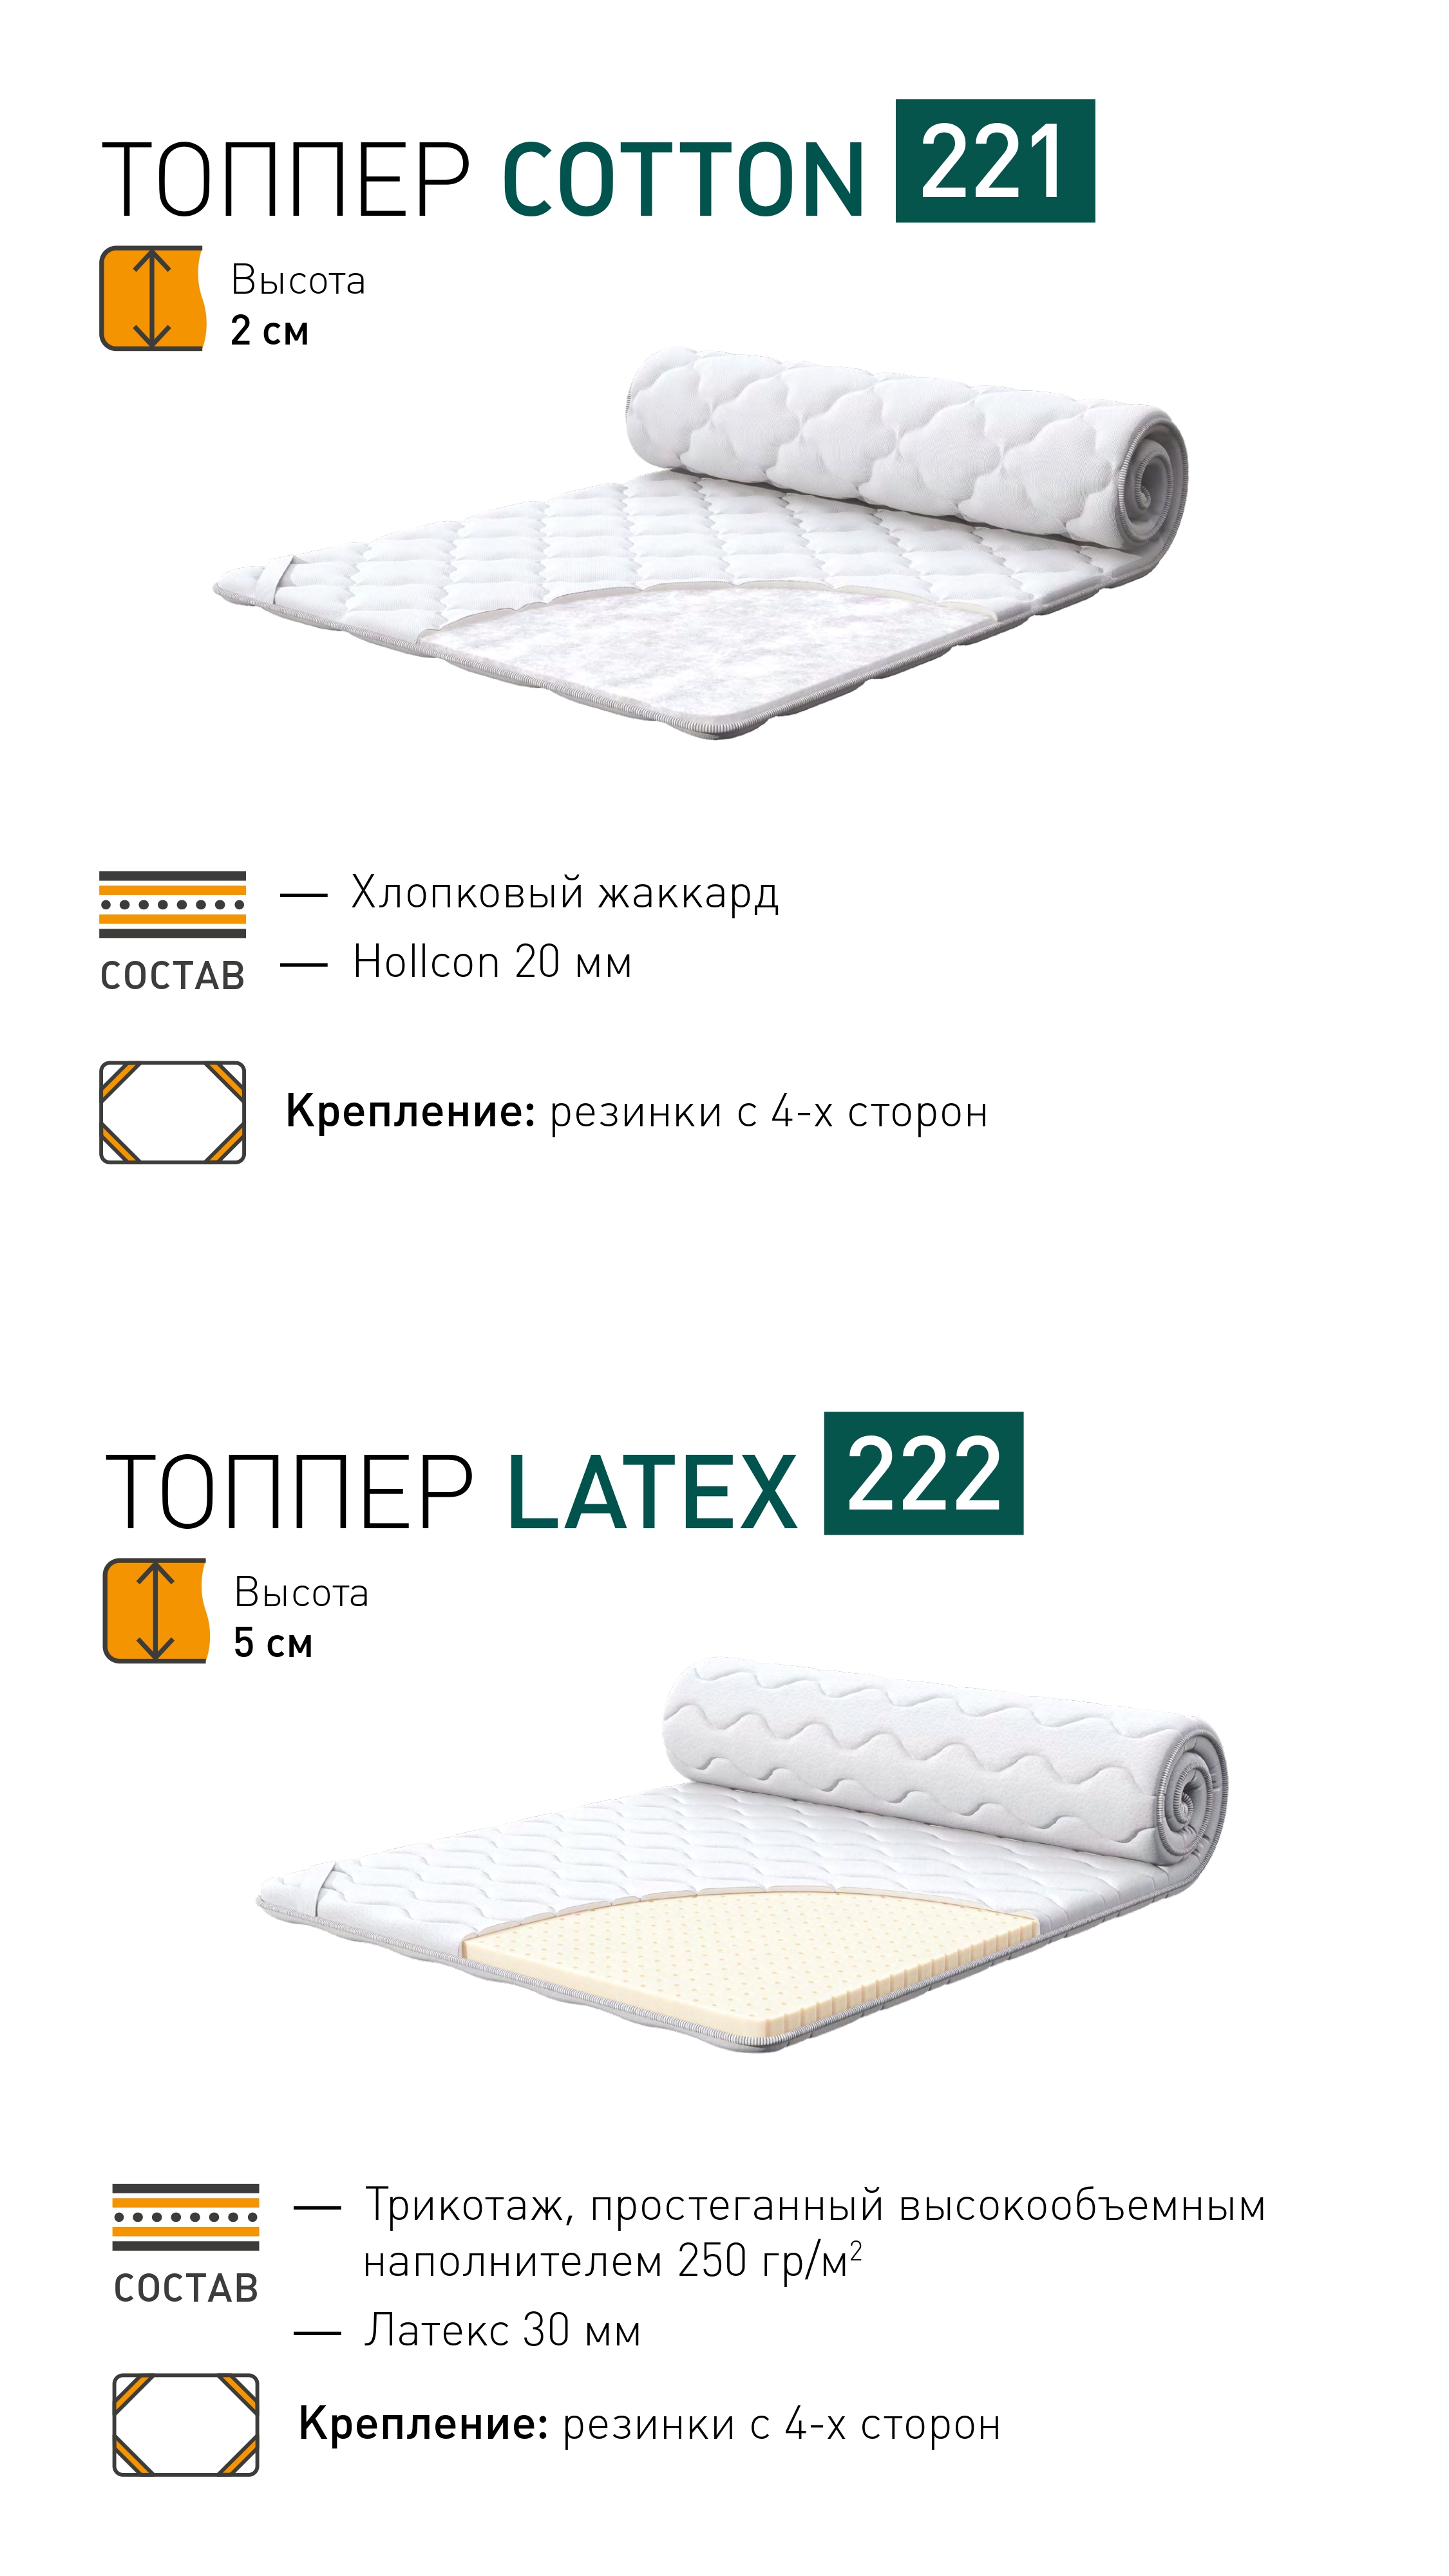 ТОППЕР COTTON 221
Высота
2 см
— Хлопковый жаккард
— Hollcon 20 мм
СОСТАВ
Крепление: резинки с 4-х сторон
ТОППЕР LATEX 222
Высота
5 см
— Трикотаж, простеганный высокообъемным
наполнителем 250 гр/м²
СОСТАВ
— Латекс 30 мм
Крепление: резинки с 4-х сторон